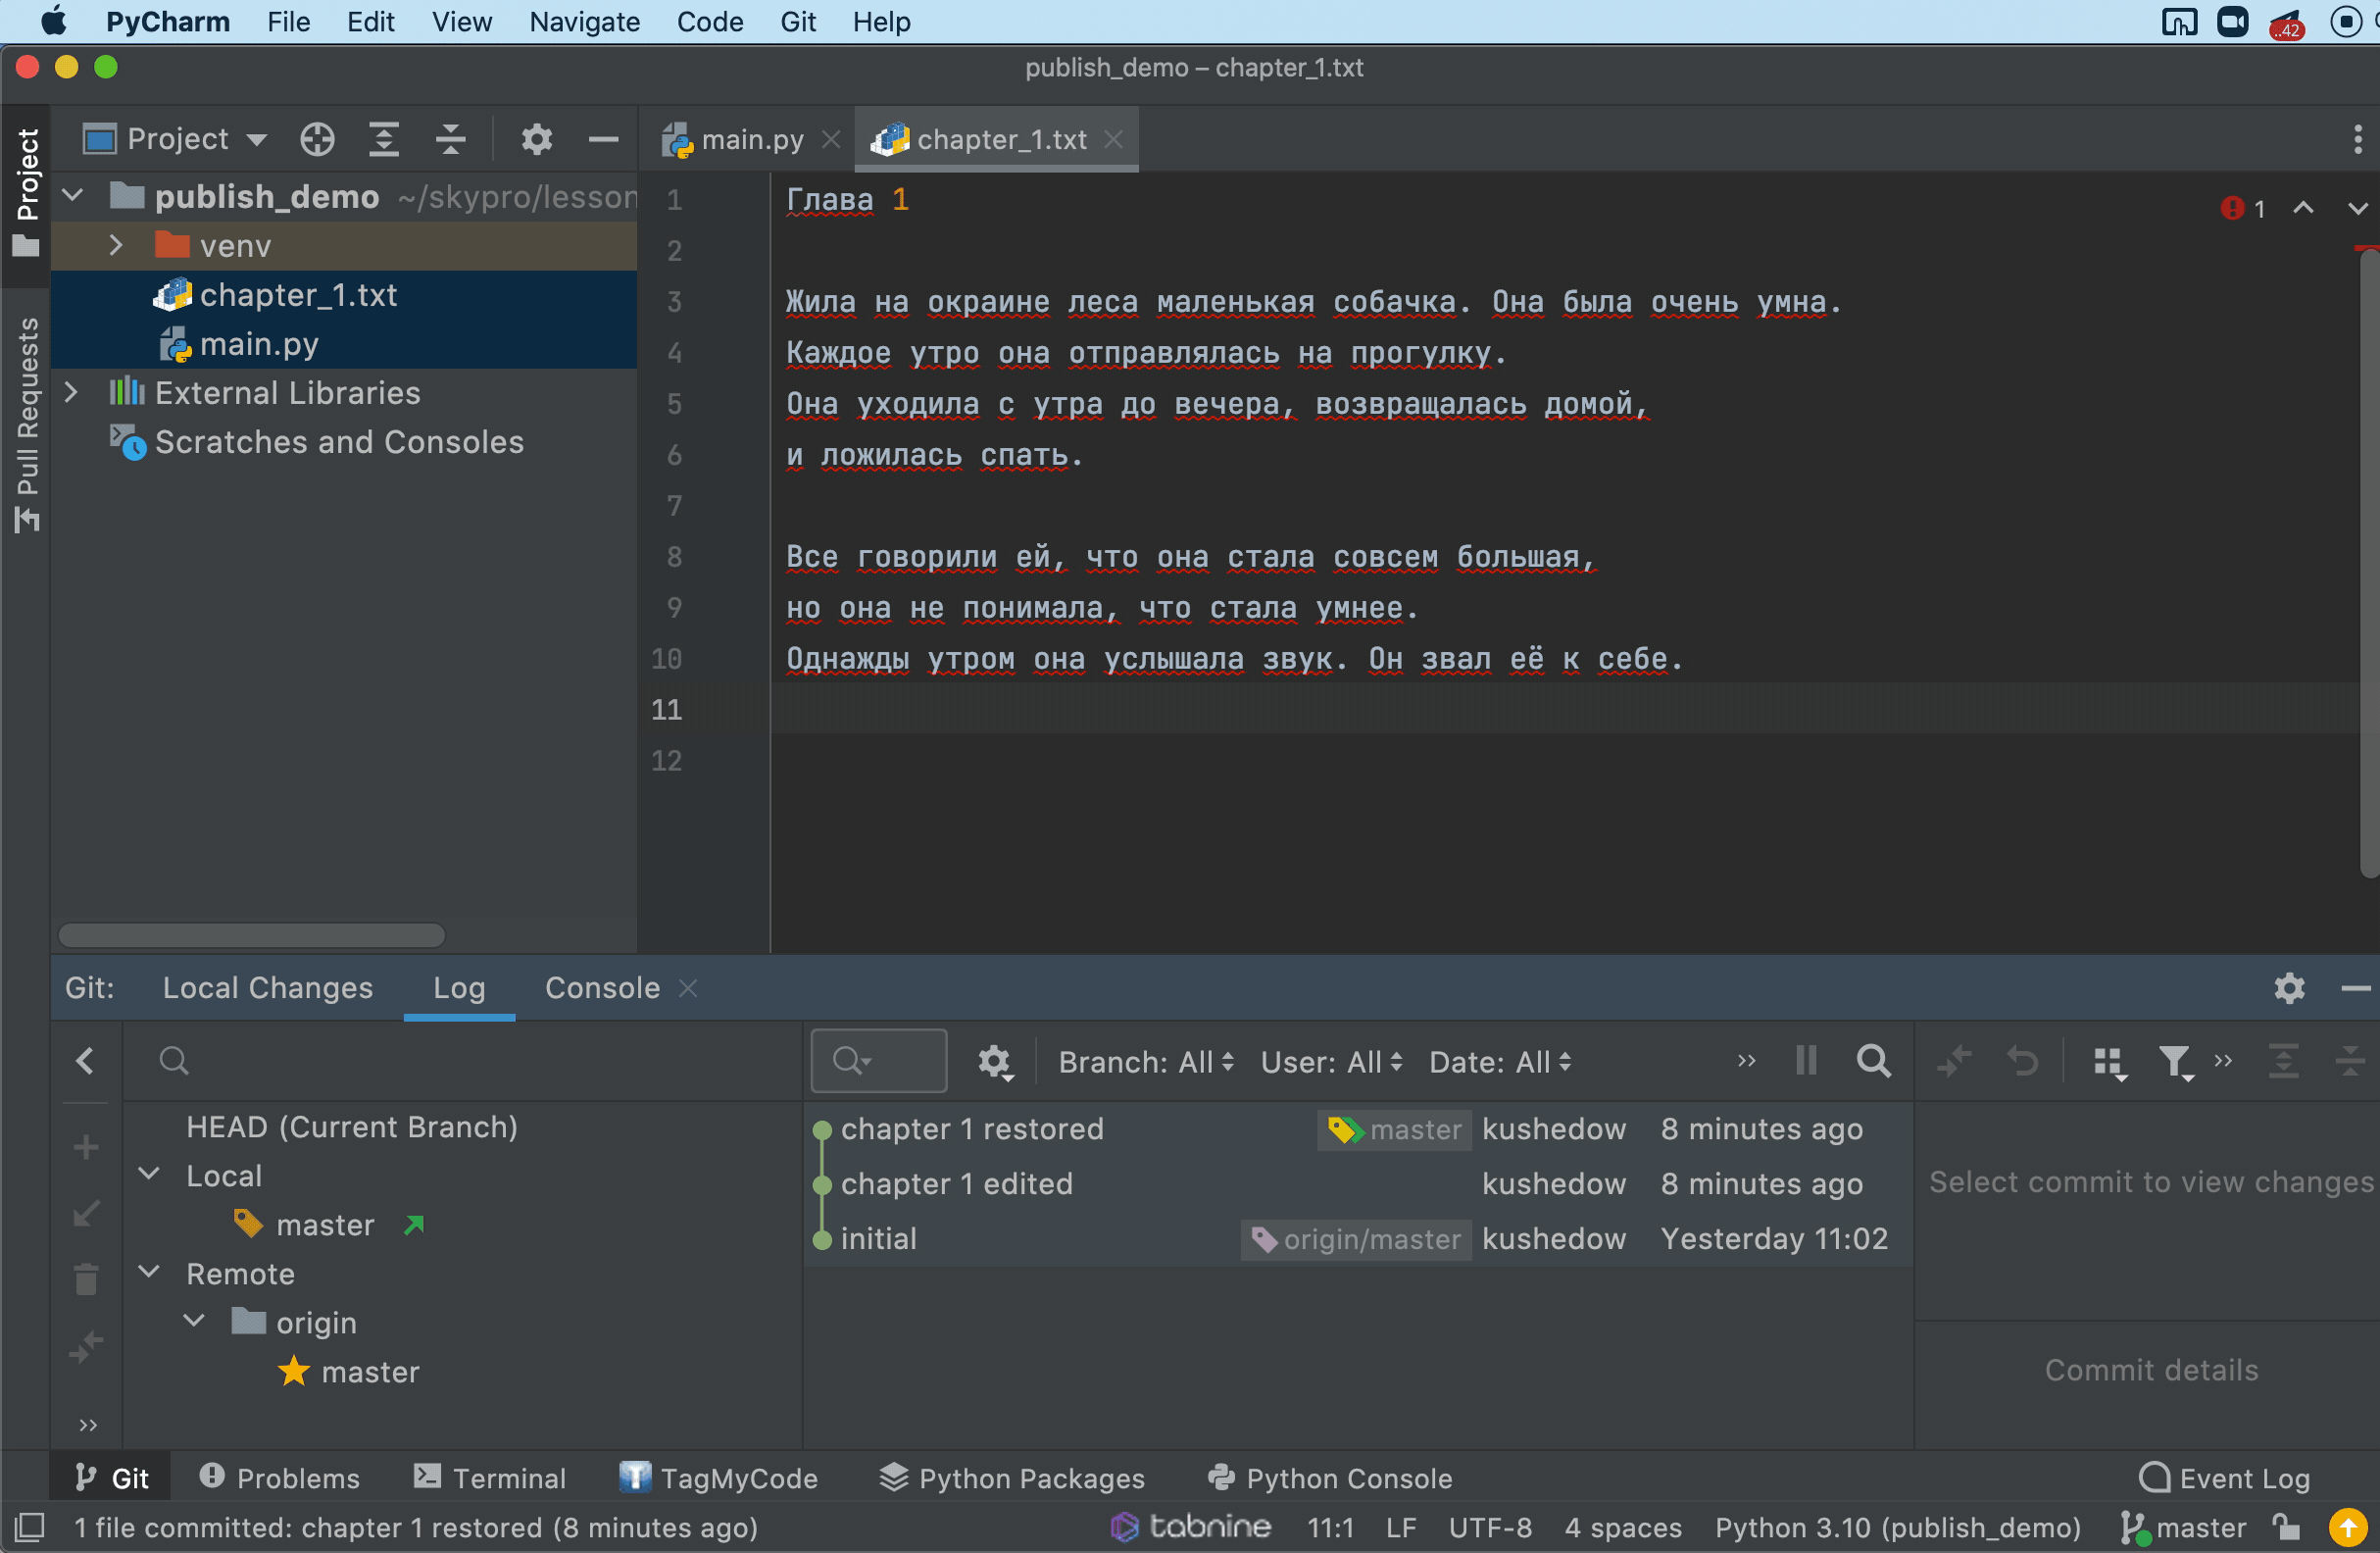 PyCharm File Edit View Navigate Code Git Help ..42
publish_demo – chapter_1.txt
Project
Pull Requests
Project
main.py chapter_1.txt
publish_demo ~/skypro/lesson
venv
chapter_1.txt
main.py
External Libraries
Scratches and Consoles
1 Глава 1
1
2
3 Жила на окраине леса маленькая собачка. Она была очень умна.
4 Каждое утро она отправлялась на прогулку.
5 Она уходила с утра до вечера, возвращалась домой,
6 и ложилась спать.
7
8 Все говорили ей, что она стала совсем большая,
9 но она не понимала, что стала умнее.
10 Однажды утром она услышала звук. Он звал её к себе.
11
12
Git: Local Changes Log Console
HEAD (Current Branch)
Local
master
Remote
origin
master
Branch: All User: All Date: All
chapter 1 restored master kushedow 8 minutes ago
chapter 1 edited kushedow 8 minutes ago
initial origin/master kushedow Yesterday 11:02
Select commit to view changes
Commit details
Git Problems Terminal TagMyCode Python Packages Python Console Event Log
1 file committed: chapter 1 restored (8 minutes ago) tabnine 11:1 LF UTF-8 4 spaces Python 3.10 (publish_demo) master